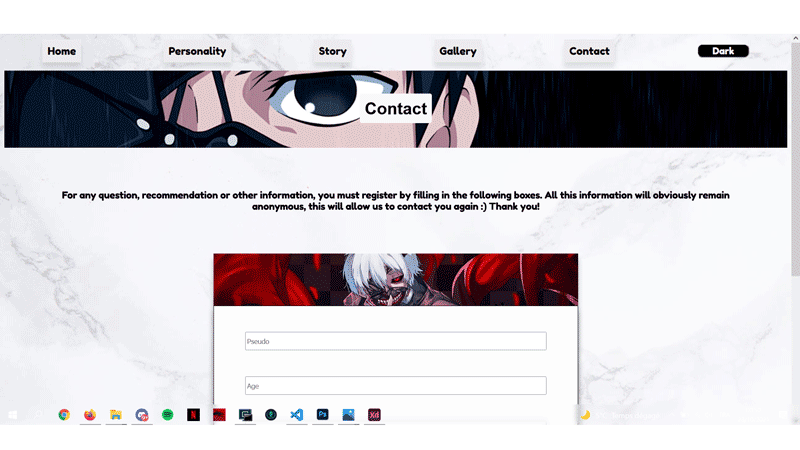 Home Personality Story Gallery Contact Dark
Contact
For any question, recommendation or other information, you must register by filling in the following boxes. All this information will obviously remain
anonymous, this will allow us to contact you again :) Thank you!
Pseudo
Age